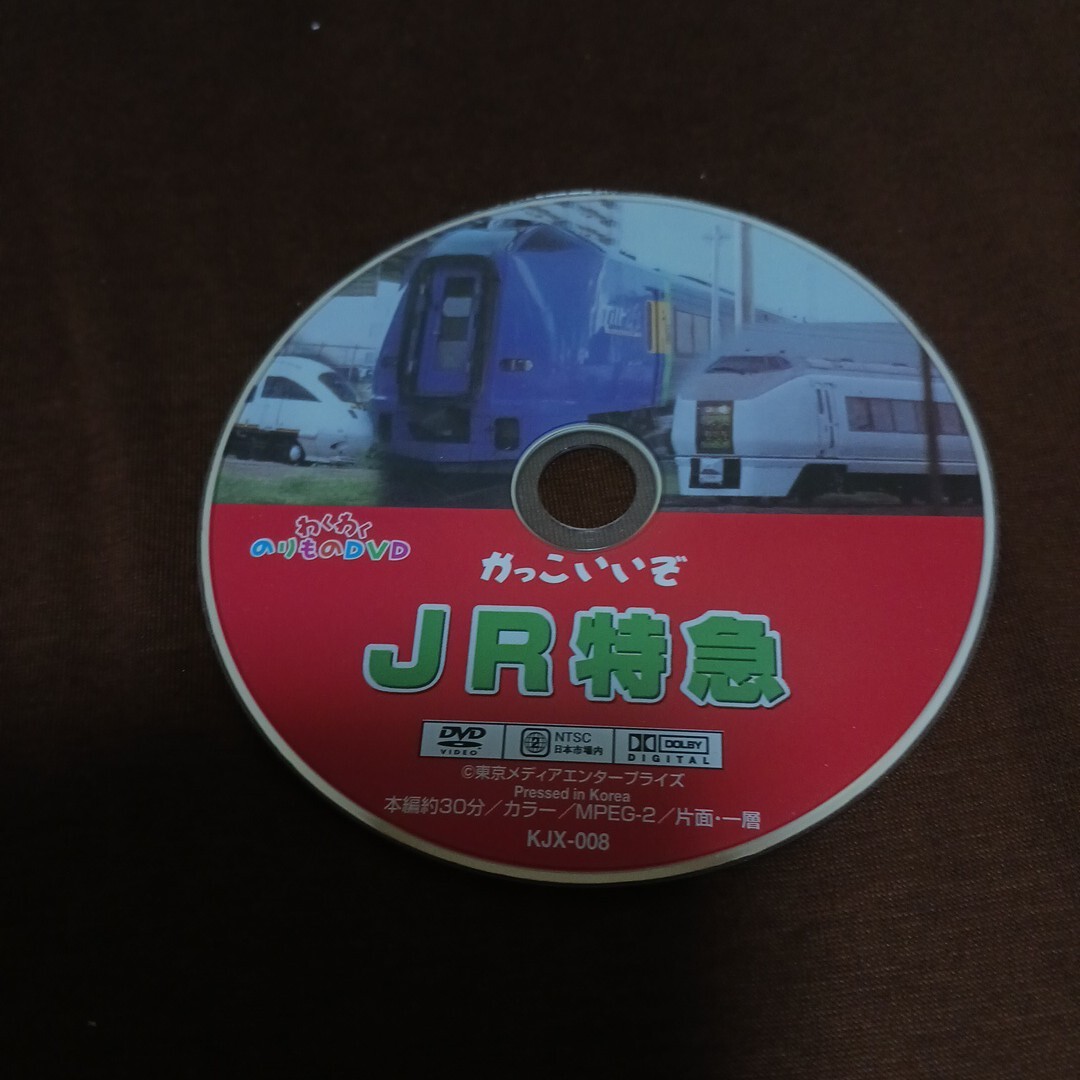 わくわく
のりものDVD
かっこいいぞ
JR特急
DVD
VIDEO
2
NTSC
日本市場内
DOLBY
DIGITAL
©東京メディアエンタープライズ
Pressed in Korea
本編約30分／カラー／MPEG-2／片面・一層
KJX-008